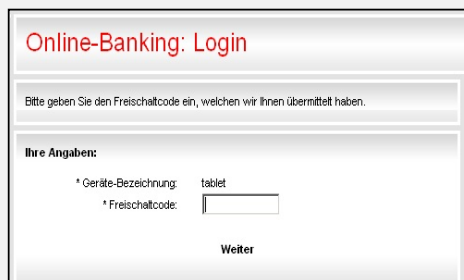 Online-Banking: Login
Bitte geben Sie den Freischaltcode ein, welchen wir Ihnen übermittelt haben.
Ihre Angaben:
* Geräte-Bezeichnung: tablet
* Freischaltcode:
Weiter